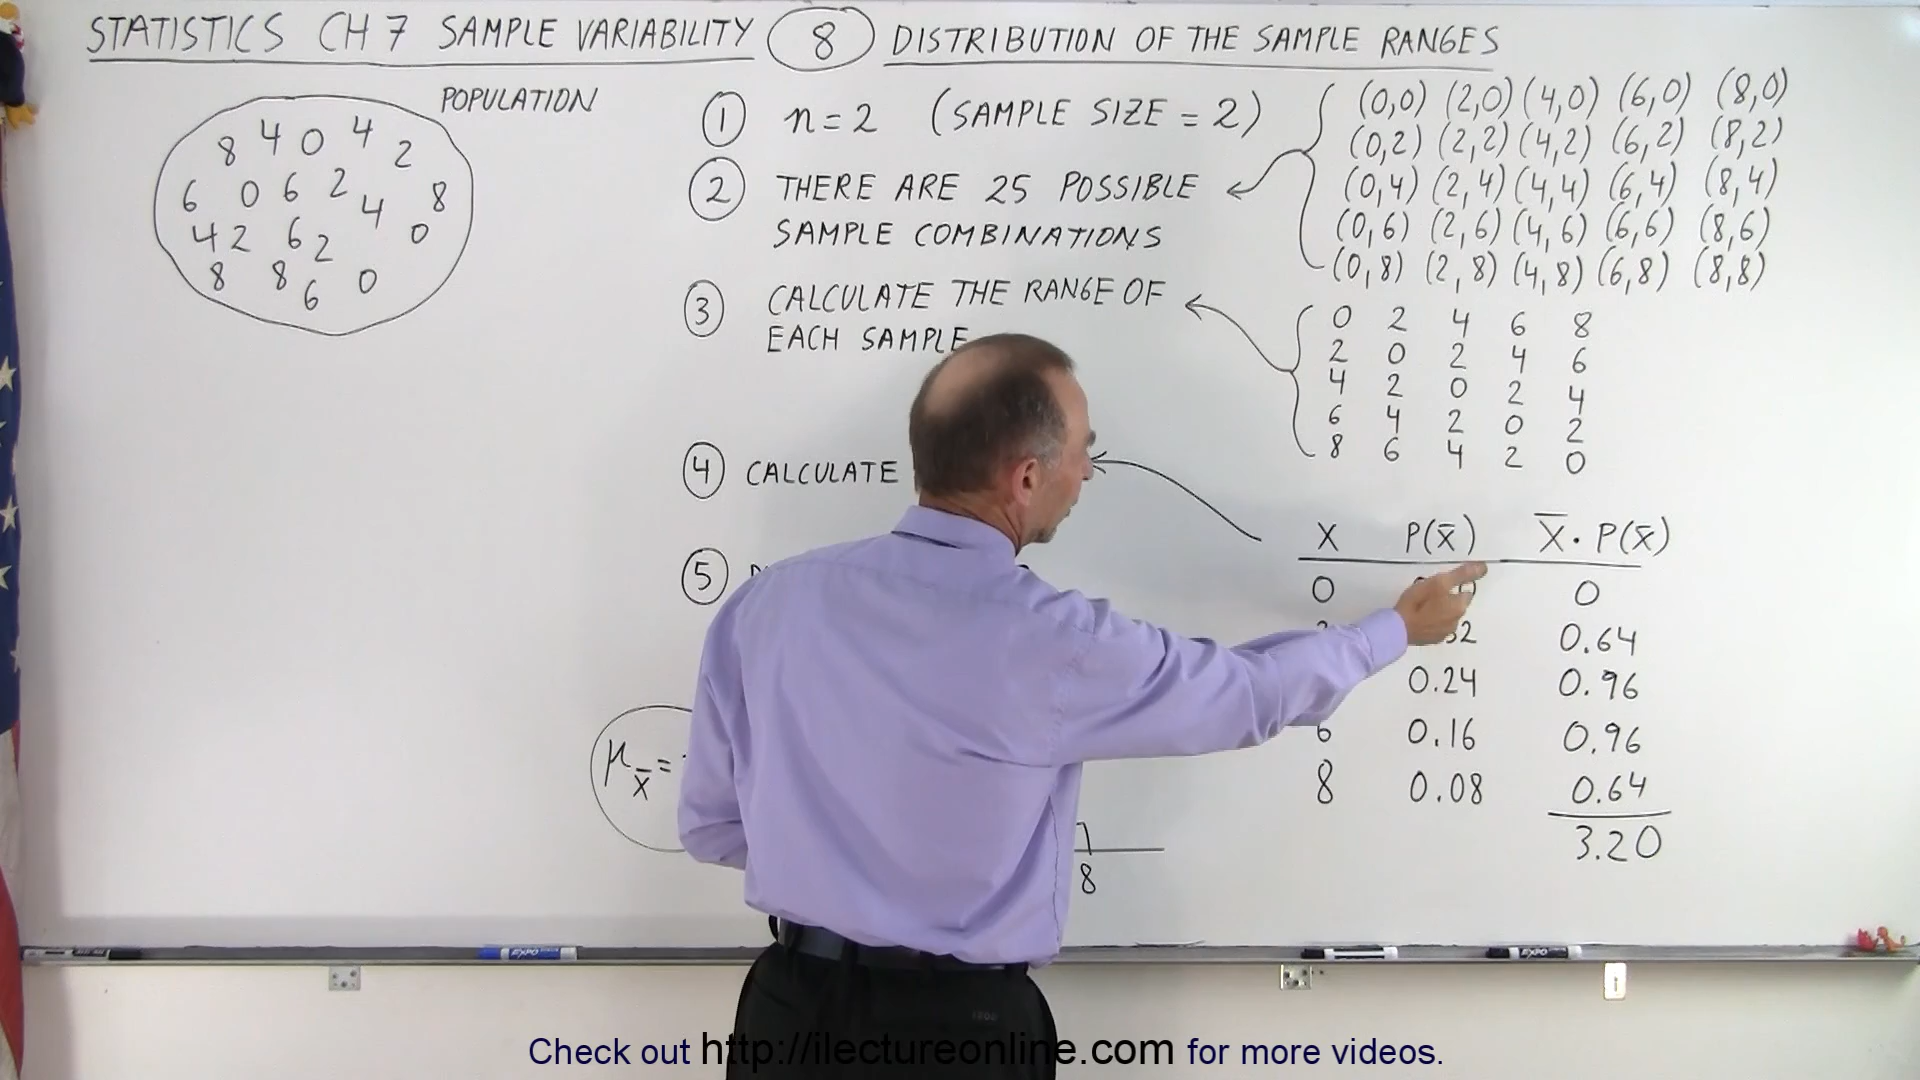 STATISTICS CH 7 SAMPLE VARIABILITY 8 DISTRIBUTION OF THE SAMPLE RANGES
POPULATION
8 4 0 4 2
6 0 6 2 4 8
4 2 6 2 0
8 8 6 0
1 n = 2 (SAMPLE SIZE = 2)
2 THERE ARE 25 POSSIBLE
SAMPLE COMBINATIONS
3 CALCULATE THE RANGE OF
EACH SAMPLE
4 CALCULATE
5
μx̄ =
8
(0,0) (2,0) (4,0) (6,0) (8,0)
(0,2) (2,2) (4,2) (6,2) (8,2)
(0,4) (2,4) (4,4) (6,4) (8,4)
(0,6) (2,6) (4,6) (6,6) (8,6)
(0,8) (2,8) (4,8) (6,8) (8,8)
0 2 4 6 8
2 0 2 4 6
4 2 0 2 4
6 4 2 0 2
8 6 4 2 0
X P(x̄) X̄ · P(x̄)
0 0
0.64
0.24 0.96
6 0.16 0.96
8 0.08 0.64
3.20
EXPO
EXPO
Check out http://ilectureonline.com for more videos.